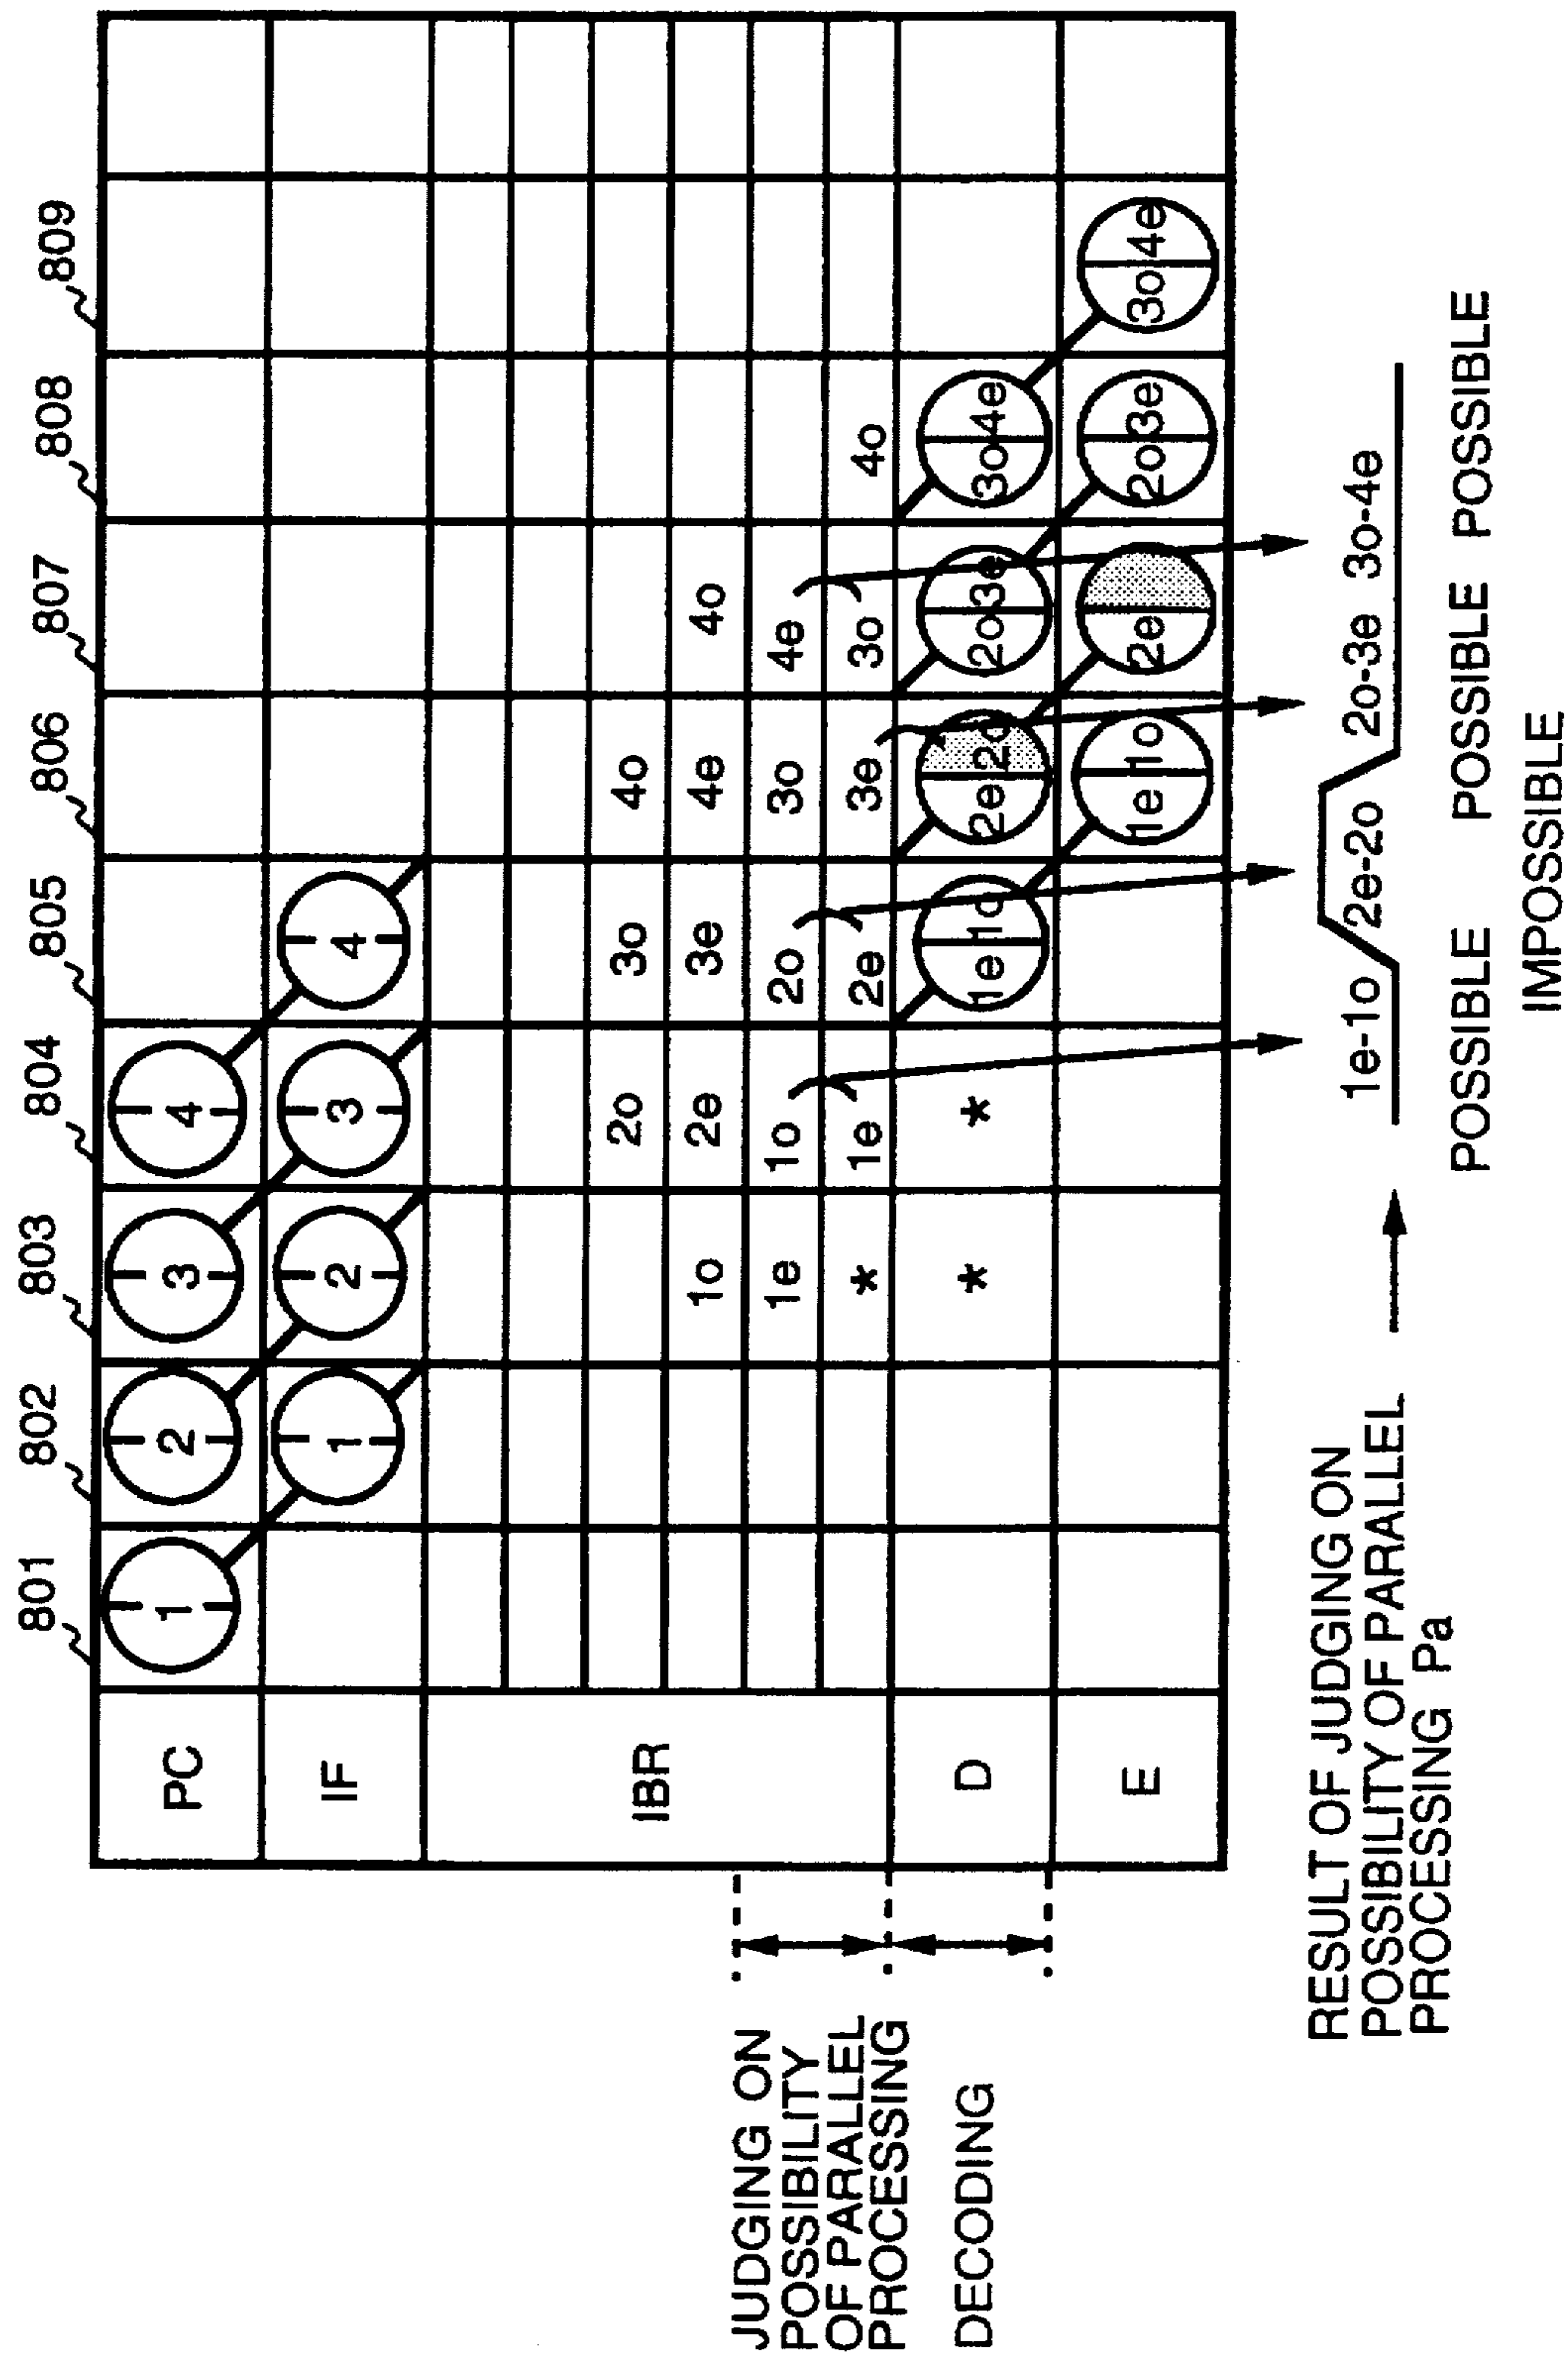 801 802 803 804 805 806 807 808 809
PC 1 2 3 4
IF 1 2 3 4
IBR
2o 3o 4o
1o 2e 3e 4e 4o
1e 1o 2o 3o 4e
* 1e 2e 3e 3o 4o
D * * 1e 1o 2e 2o 2o 3e 3o 4e
E 1e 1o 2e 2o 3e 3o 4e
JUDGING ON
POSSIBILITY
OF PARALLEL
PROCESSING
DECODING
RESULT OF JUDGING ON
POSSIBILITY OF PARALLEL
PROCESSING Pa
1e-1o 2e-2o 2o-3e 3o-4e
POSSIBLE POSSIBLE POSSIBLE POSSIBLE
IMPOSSIBLE